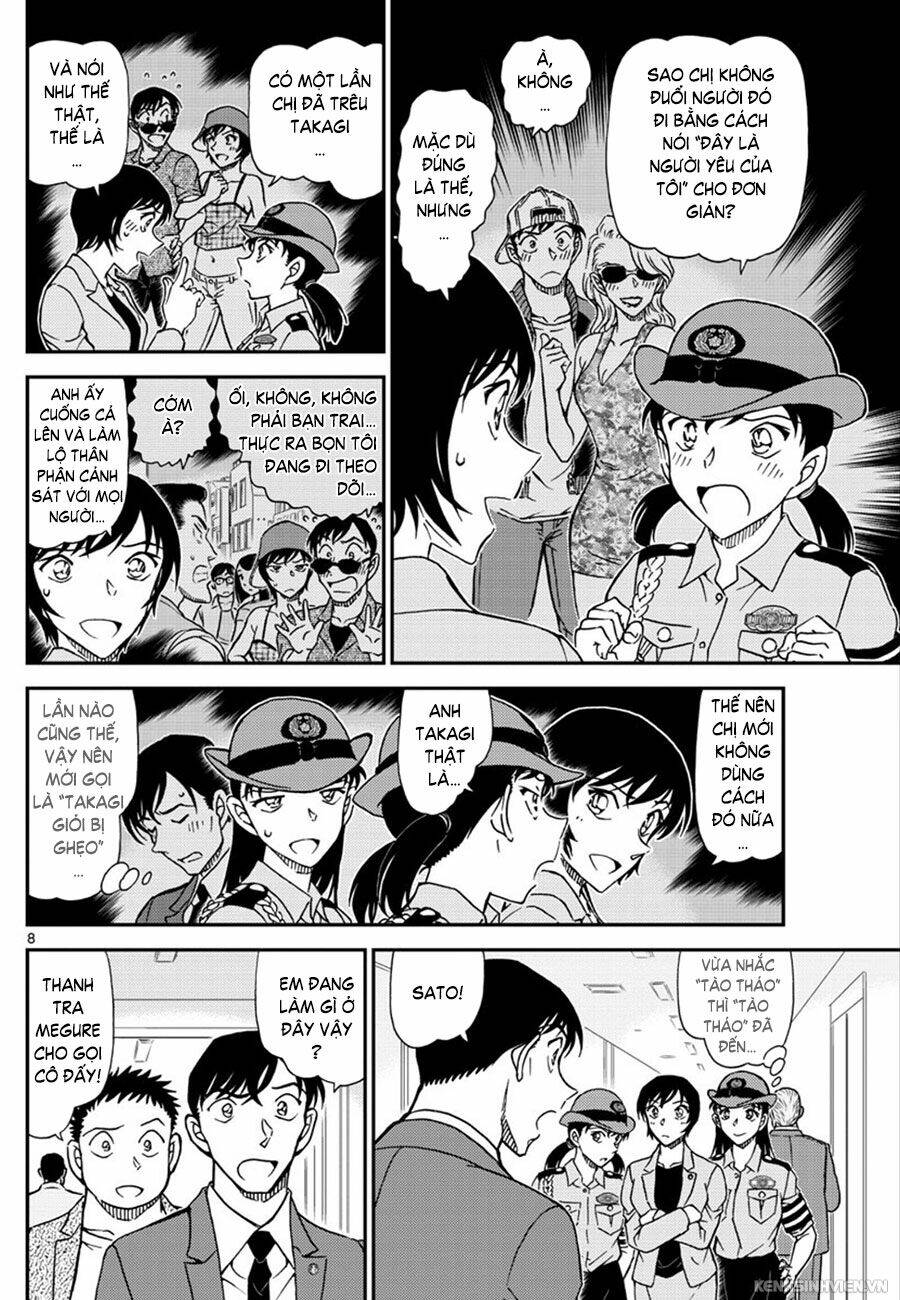 SAO CHỊ KHÔNG
ĐUỔI NGƯỜI ĐÓ
ĐI BẰNG CÁCH
NÓI "ĐÂY LÀ
NGƯỜI YÊU CỦA
TÔI" CHO ĐƠN
GIẢN?
À,
KHÔNG
...
MẶC DÙ
ĐÚNG
LÀ THẾ,
NHƯNG
...
CÓ MỘT LẦN
CHỊ ĐÃ TRÊU
TAKAGI
...
VÀ NÓI
NHƯ THẾ
THẬT,
THẾ LÀ
...
ỐI, KHÔNG, KHÔNG
PHẢI BẠN TRAI...
THỰC RA BỌN TÔI
ĐANG ĐI THEO
DÕI...
CỚM
À?
ANH ẤY
CUỐNG CẢ
LÊN VÀ LÀM
LỘ THÂN
PHẬN CẢNH
SÁT VỚI MỌI
NGƯỜI...
THẾ NÊN
CHỊ MỚI
KHÔNG
DÙNG
CÁCH
ĐÓ NỮA
...
ANH
TAKAGI
THẬT
LÀ...
LẦN NÀO
CŨNG THẾ,
VẬY NÊN
MỚI GỌI
LÀ "TAKAGI
GIỎI BỊ
GHẸO"
...
8
VỪA NHẮC
"TÀO THÁO"
THÌ "TÀO
THÁO" ĐÃ
ĐẾN...
SATO!
EM ĐANG
LÀM GÌ Ở
ĐÂY VẬY
?
THANH
TRA
MEGURE
CHO GỌI
CÔ ĐẤY!
KENHSINHVIEN.VN